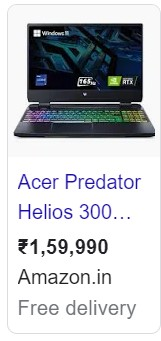 Windows 11
165Hz
RTX
Acer Predator
Helios 300...
₹1,59,990
Amazon.in
Free delivery